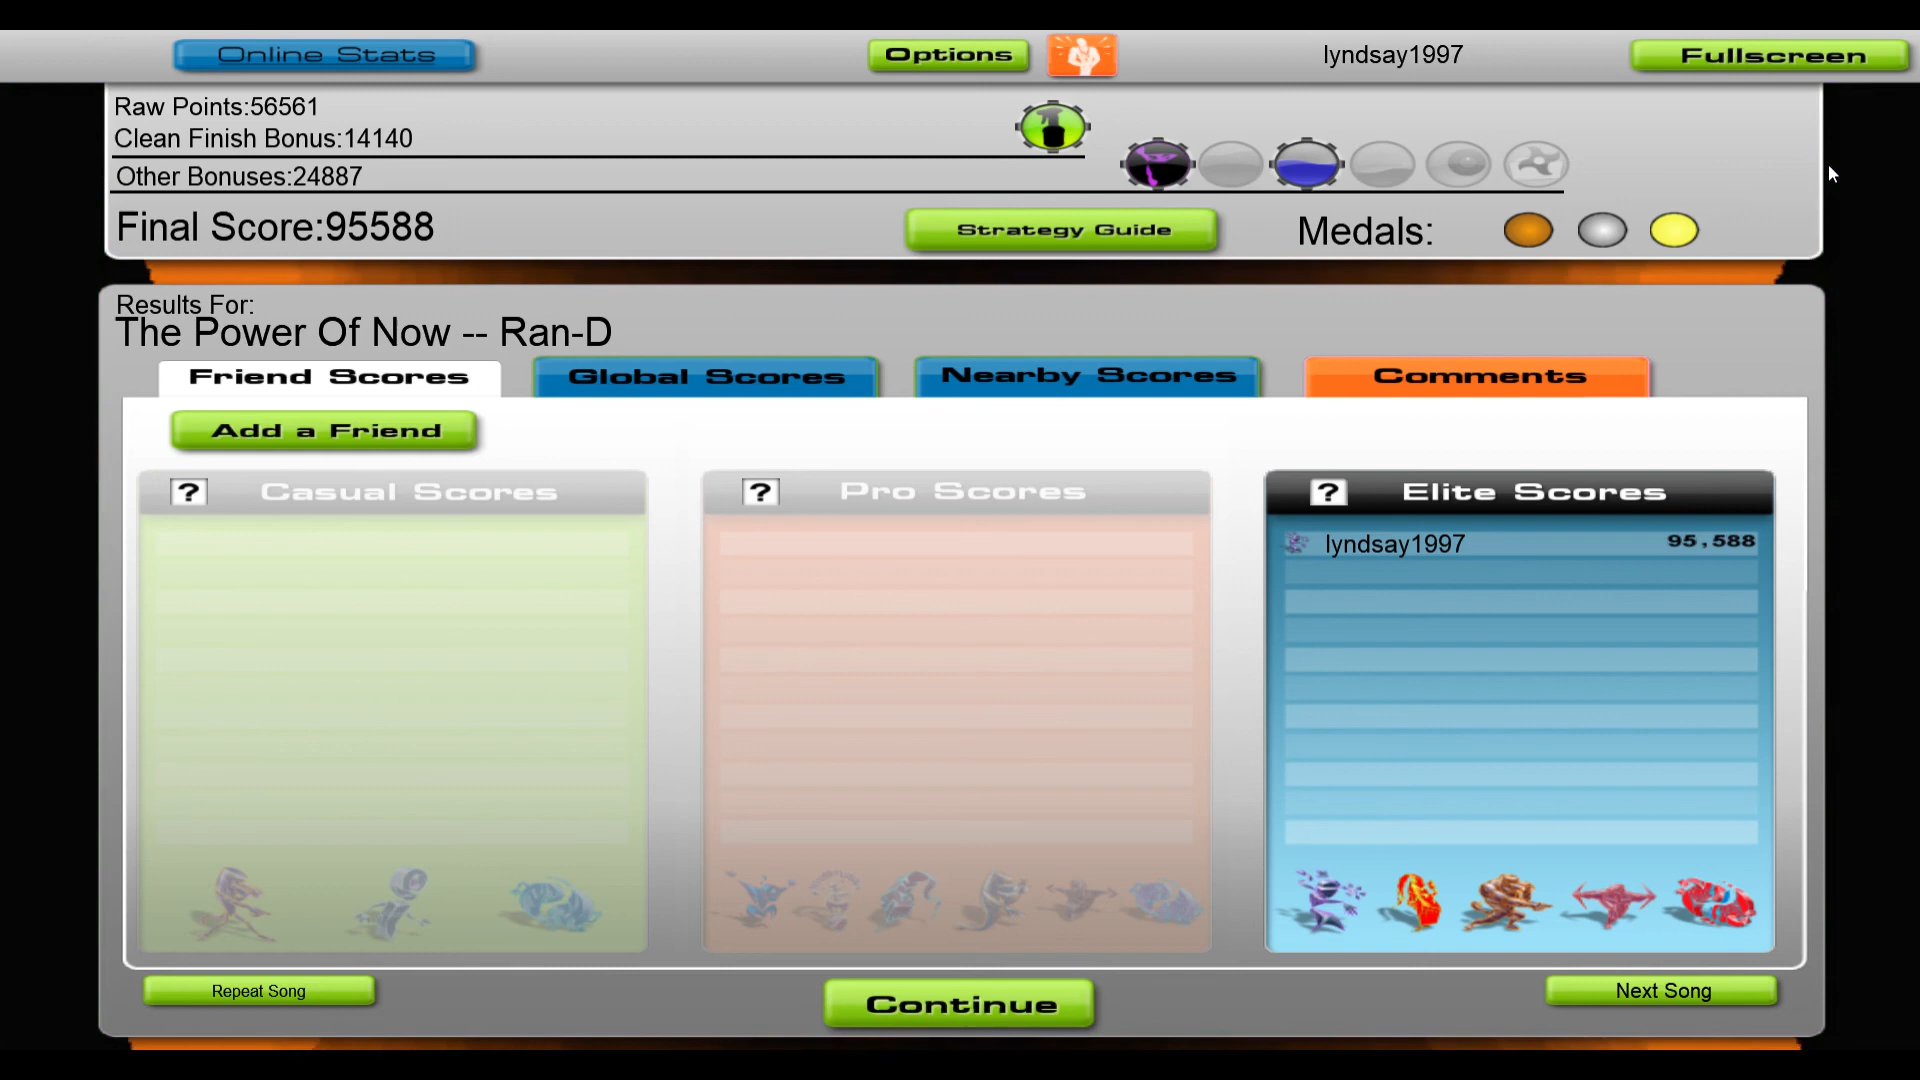 Online Stats
Options
lyndsay1997
Fullscreen
Raw Points:56561
Clean Finish Bonus:14140
Other Bonuses:24887
Final Score:95588
Strategy Guide
Medals:
Results For:
The Power Of Now -- Ran-D
Friend Scores
Global Scores
Nearby Scores
Comments
Add a Friend
? Casual Scores
? Pro Scores
? Elite Scores
lyndsay1997 95,588
Repeat Song
Continue
Next Song